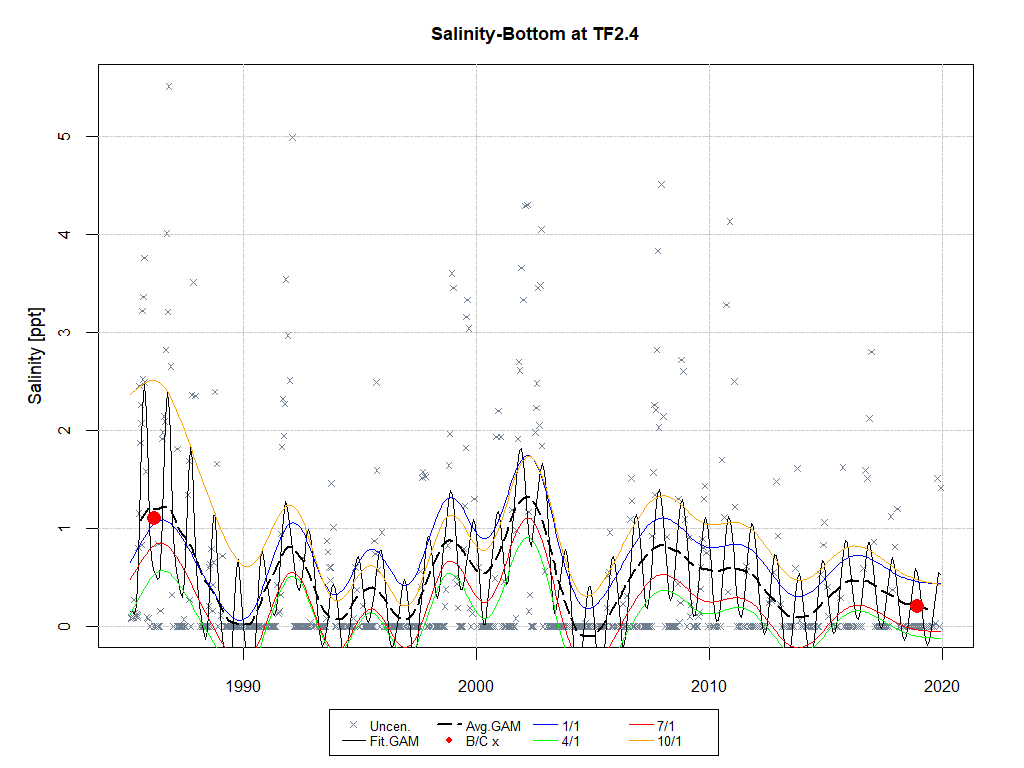 Salinity-Bottom at TF2.4
Salinity [ppt]
5
4
3
2
1
0
1990 2000 2010 2020
Uncen. Avg.GAM 1/1 7/1
Fit.GAM B/C x 4/1 10/1